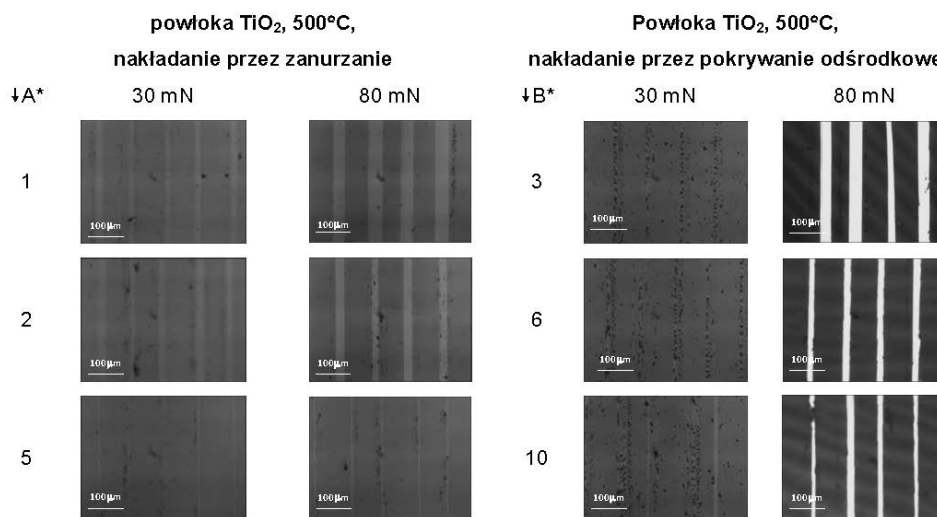 powłoka TiO₂, 500°C,
nakładanie przez zanurzanie
↓A* 30 mN 80 mN
1 100µm 100µm
2 100µm 100µm
5 100µm 100µm
Powłoka TiO₂, 500°C,
nakładanie przez pokrywanie odśrodkowe
↓B* 30 mN 80 mN
3 100µm 100µm
6 100µm 100µm
10 100µm 100µm